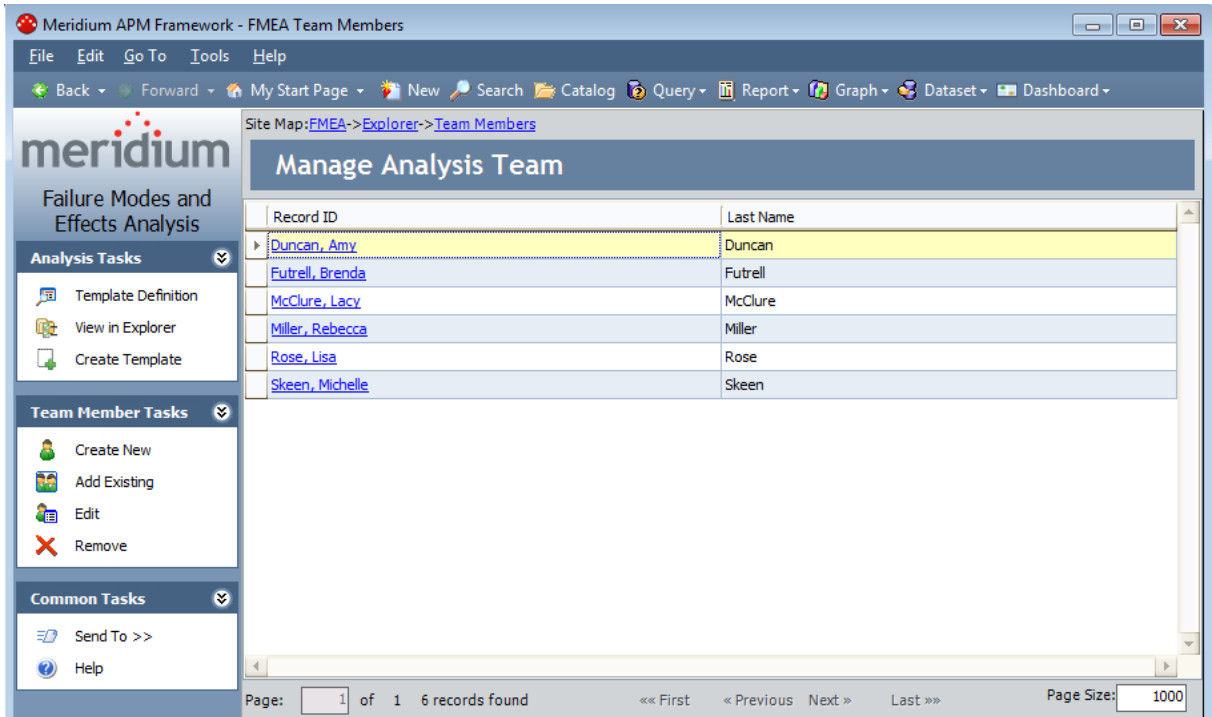 Meridium APM Framework - FMEA Team Members
File Edit Go To Tools Help
Back Forward My Start Page New Search Catalog Query Report Graph Dataset Dashboard
meridium
Failure Modes and
Effects Analysis
Analysis Tasks
Template Definition
View in Explorer
Create Template
Team Member Tasks
Create New
Add Existing
Edit
Remove
Common Tasks
Send To >>
Help
Site Map:FMEA->Explorer->Team Members
Manage Analysis Team
Record ID Last Name
Duncan, Amy Duncan
Futrell, Brenda Futrell
McClure, Lacy McClure
Miller, Rebecca Miller
Rose, Lisa Rose
Skeen, Michelle Skeen
Page: 1 of 1 6 records found «« First « Previous Next » Last »» Page Size: 1000